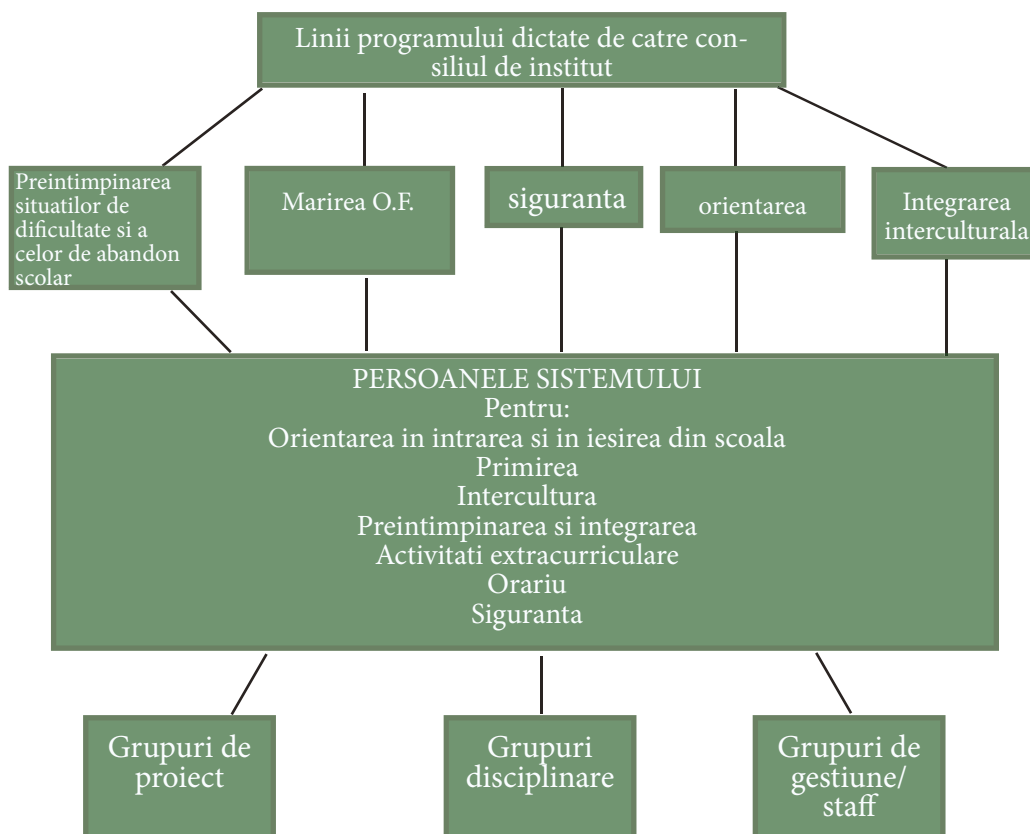 Linii programului dictate de catre con-
siliul de institut
Preintimpinarea
situatilor de
dificultate si a
celor de abandon
scolar
Marirea O.F.
siguranta
orientarea
Integrarea
interculturala
PERSOANELE SISTEMULUI
Pentru:
Orientarea in intrarea si in iesirea din scoala
Primirea
Intercultura
Preintimpinarea si integrarea
Activitati extracurriculare
Orariu
Siguranta
Grupuri de
proiect
Grupuri
disciplinare
Grupuri de
gestiune/
staff